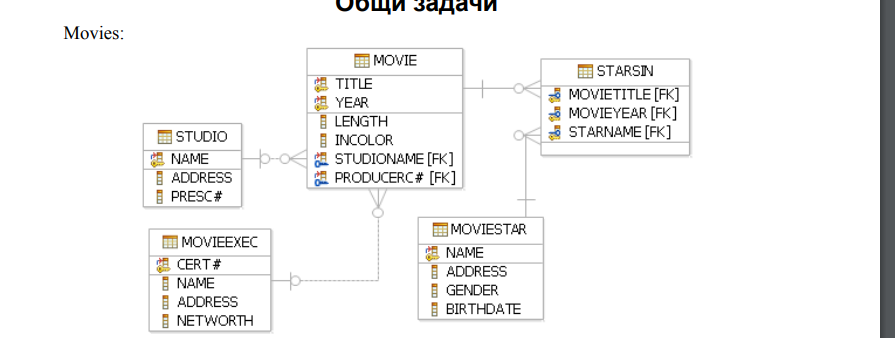 Общи задачи
Movies:
MOVIE
TITLE
YEAR
LENGTH
INCOLOR
STUDIONAME [FK]
PRODUCERC# [FK]
STARSIN
MOVIETITLE [FK]
MOVIEYEAR [FK]
STARNAME [FK]
STUDIO
NAME
ADDRESS
PRESC#
MOVIEEXEC
CERT#
NAME
ADDRESS
NETWORTH
MOVIESTAR
NAME
ADDRESS
GENDER
BIRTHDATE